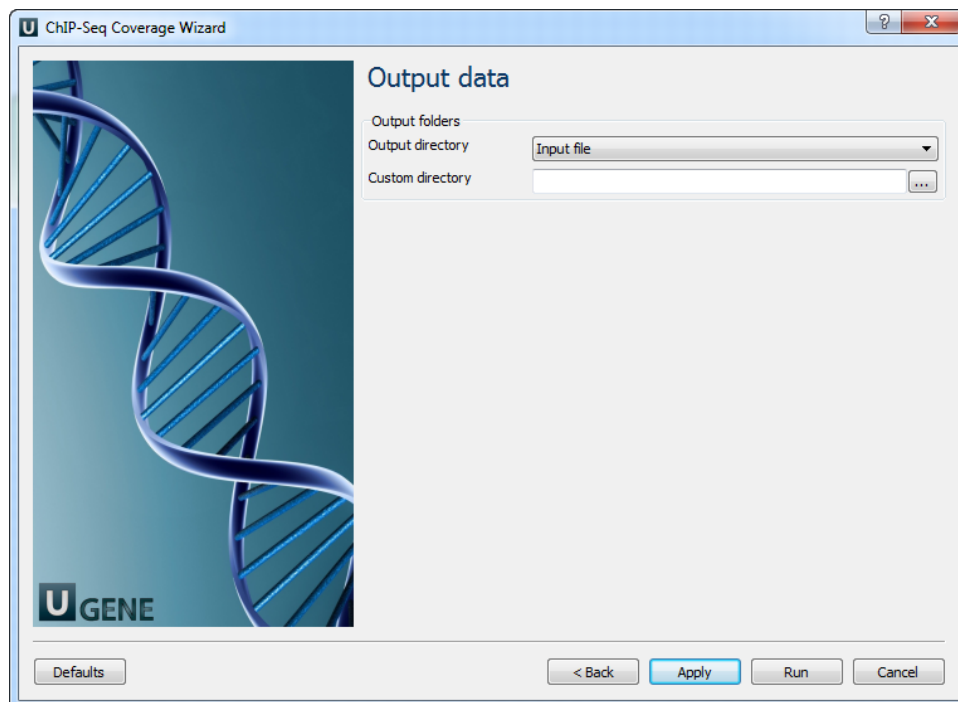 U ChIP-Seq Coverage Wizard
?
Output data
Output folders
Output directory Input file
Custom directory ...
U GENE
Defaults < Back Apply Run Cancel